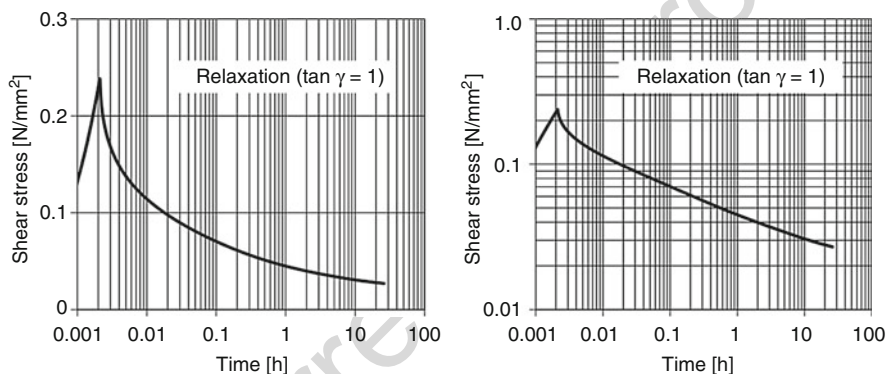 0.3
0.2
0.1
0
Shear stress [N/mm²]
Relaxation (tan γ = 1)
0.001 0.01 0.1 1 10 100
Time [h]
1.0
0.1
0.01
Shear stress [N/mm²]
Relaxation (tan γ = 1)
0.001 0.01 0.1 1 10 100
Time [h]